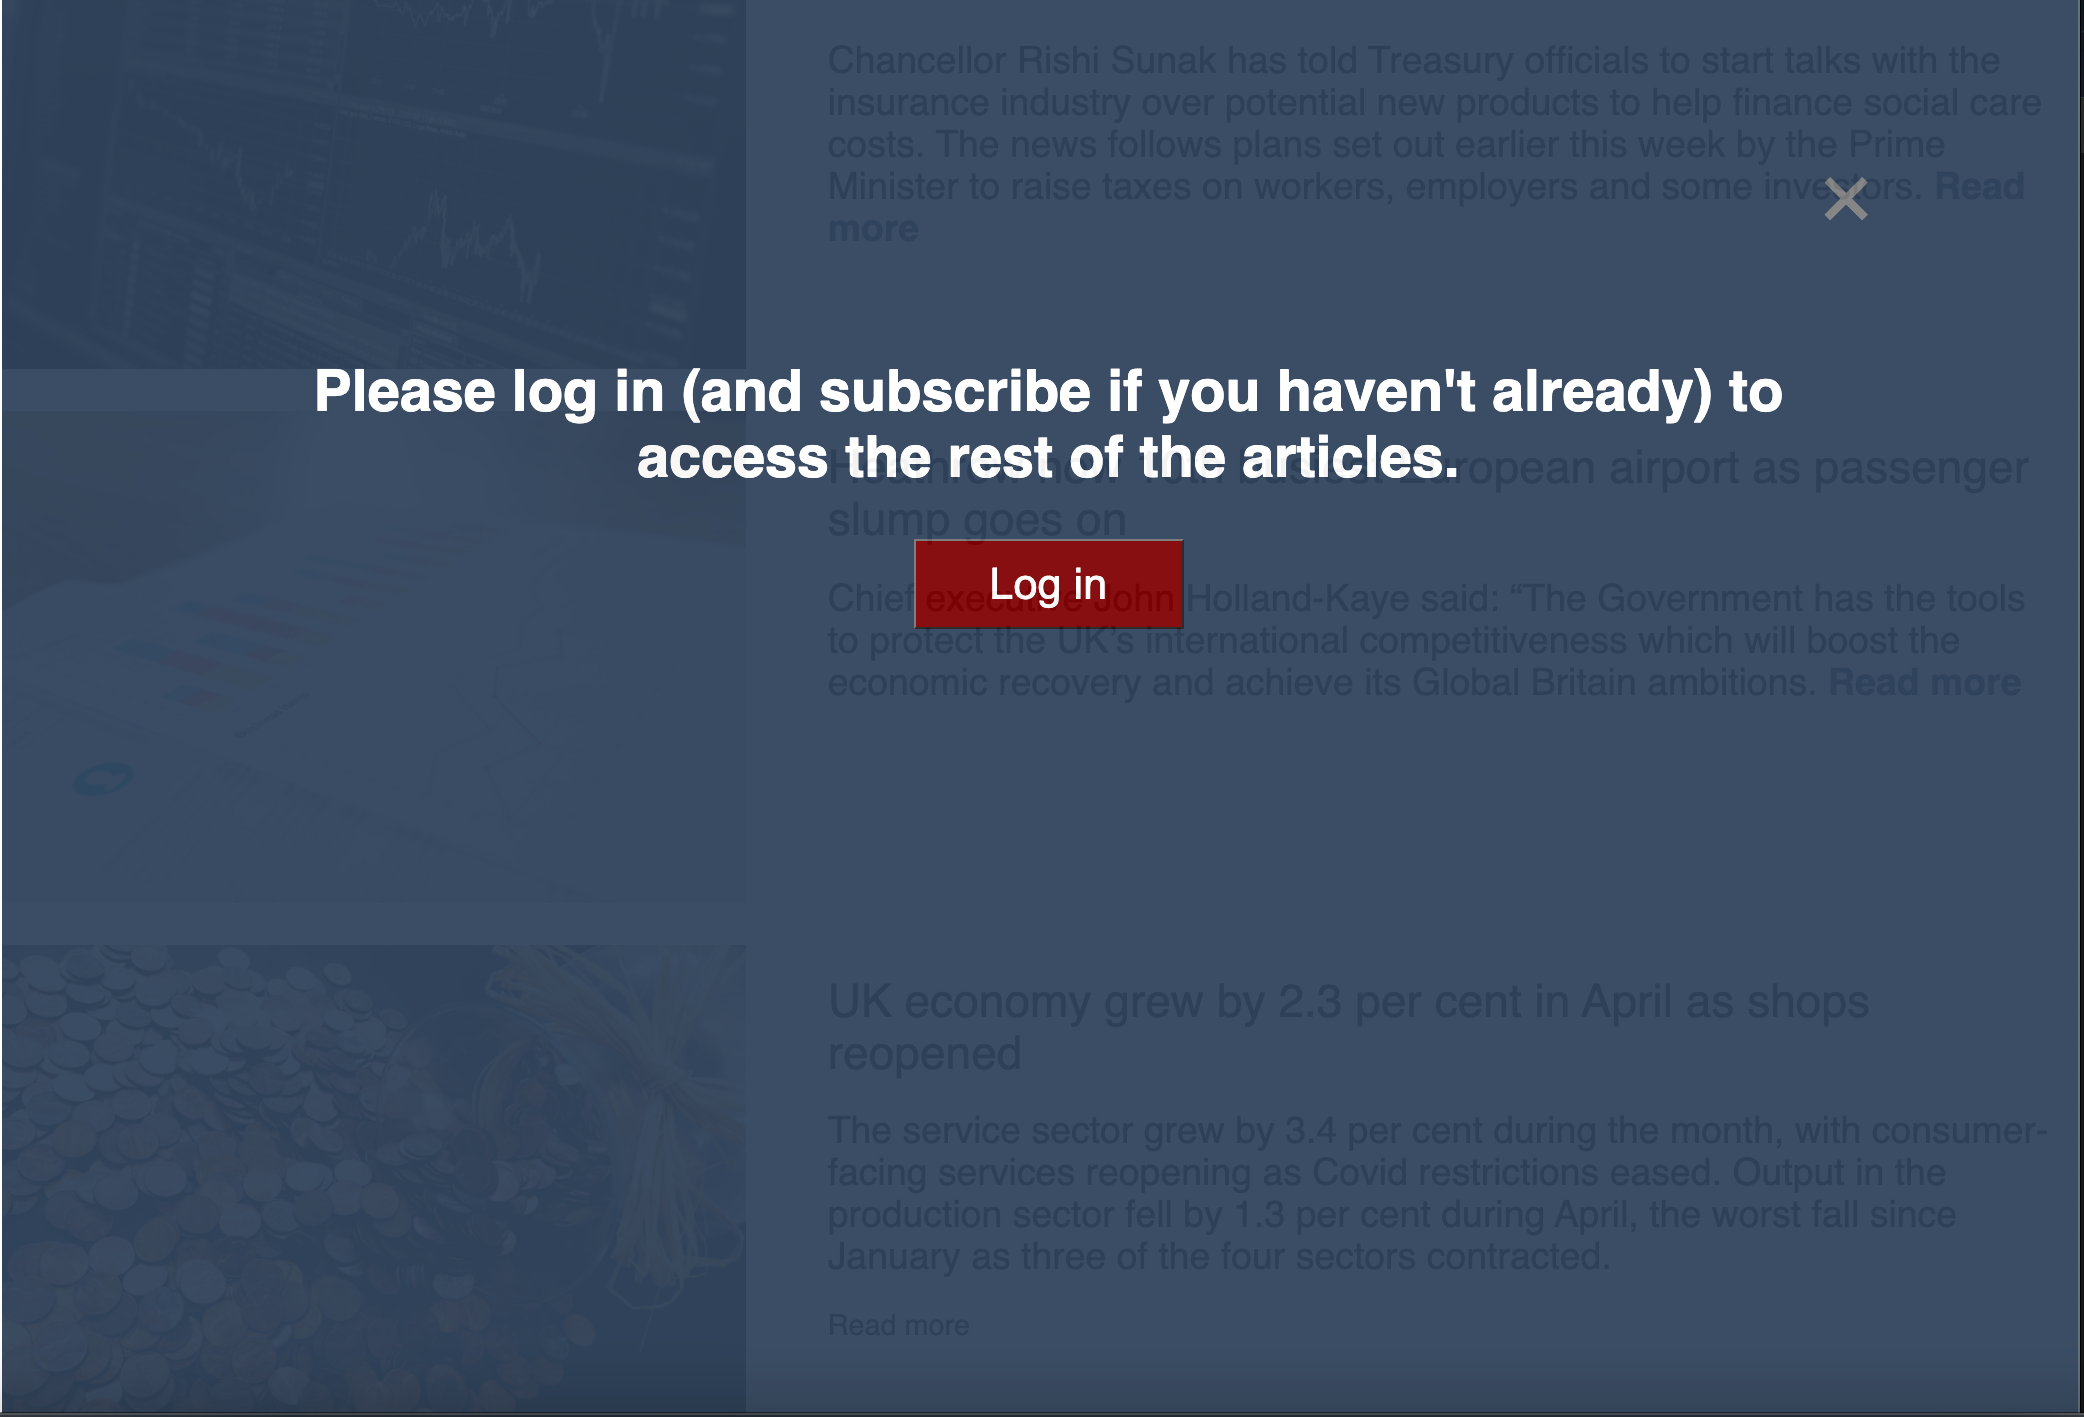 Chancellor Rishi Sunak has told Treasury officials to start talks with the
insurance industry over potential new products to help finance social care
costs. The news follows plans set out earlier this week by the Prime
Minister to raise taxes on workers, employers and some investors. Read
more
Please log in (and subscribe if you haven't already) to
access the rest of the articles.
Heathrow now 10th busiest European airport as passenger
slump goes on
Log in
Chief executive John Holland-Kaye said: “The Government has the tools
to protect the UK’s international competitiveness which will boost the
economic recovery and achieve its Global Britain ambitions. Read more
UK economy grew by 2.3 per cent in April as shops
reopened
The service sector grew by 3.4 per cent during the month, with consumer-
facing services reopening as Covid restrictions eased. Output in the
production sector fell by 1.3 per cent during April, the worst fall since
January as three of the four sectors contracted.
Read more